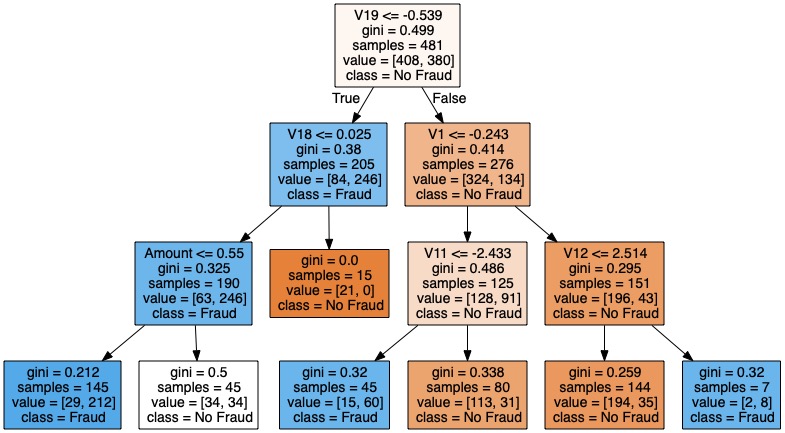 V19 <= -0.539
gini = 0.499
samples = 481
value = [408, 380]
class = No Fraud
True
False
V18 <= 0.025
gini = 0.38
samples = 205
value = [84, 246]
class = Fraud
V1 <= -0.243
gini = 0.414
samples = 276
value = [324, 134]
class = No Fraud
Amount <= 0.55
gini = 0.325
samples = 190
value = [63, 246]
class = Fraud
gini = 0.0
samples = 15
value = [21, 0]
class = No Fraud
V11 <= -2.433
gini = 0.486
samples = 125
value = [128, 91]
class = No Fraud
V12 <= 2.514
gini = 0.295
samples = 151
value = [196, 43]
class = No Fraud
gini = 0.212
samples = 145
value = [29, 212]
class = Fraud
gini = 0.5
samples = 45
value = [34, 34]
class = No Fraud
gini = 0.32
samples = 45
value = [15, 60]
class = Fraud
gini = 0.338
samples = 80
value = [113, 31]
class = No Fraud
gini = 0.259
samples = 144
value = [194, 35]
class = No Fraud
gini = 0.32
samples = 7
value = [2, 8]
class = Fraud